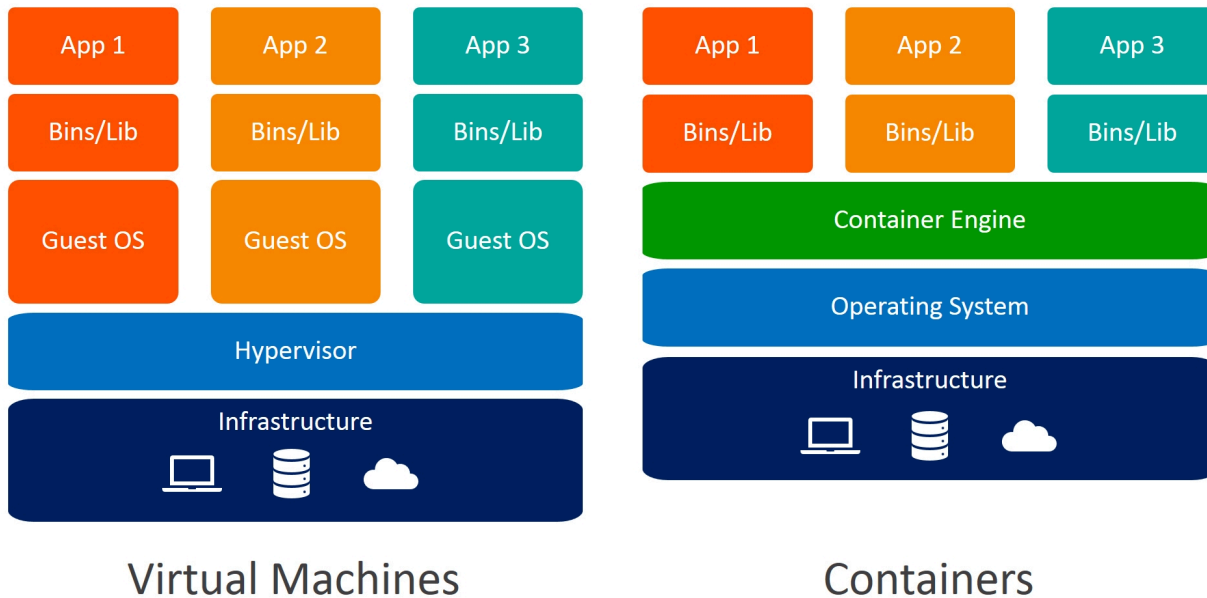 App 1
App 2
App 3
Bins/Lib
Bins/Lib
Bins/Lib
Guest OS
Guest OS
Guest OS
Hypervisor
Infrastructure
Virtual Machines
App 1
App 2
App 3
Bins/Lib
Bins/Lib
Bins/Lib
Container Engine
Operating System
Infrastructure
Containers